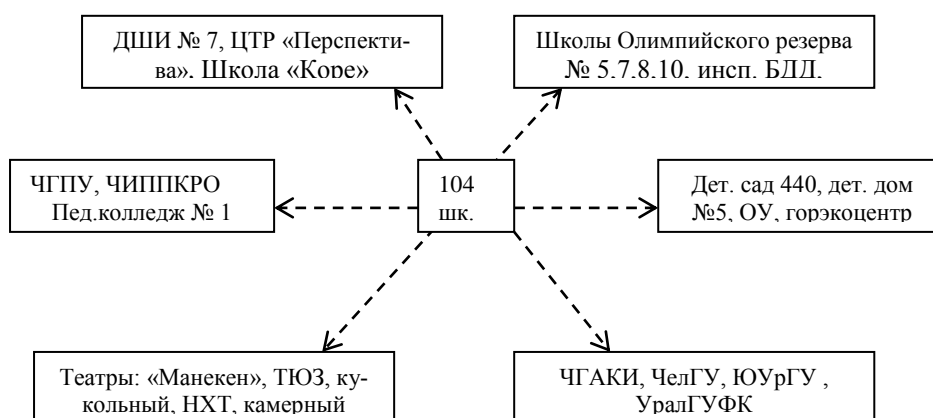 ДШИ № 7, ЦТР «Перспекти-
ва», Школа «Коре»
Школы Олимпийского резерва
№ 5,7,8,10, инсп. БДД,
ЧГПУ, ЧИППКРО
Пед.колледж № 1
104
шк.
Дет. сад 440, дет. дом
№5, ОУ, горэкоцентр
Театры: «Манекен», ТЮЗ, ку-
кольный, НХТ, камерный
ЧГАКИ, ЧелГУ, ЮУрГУ ,
УралГУФК